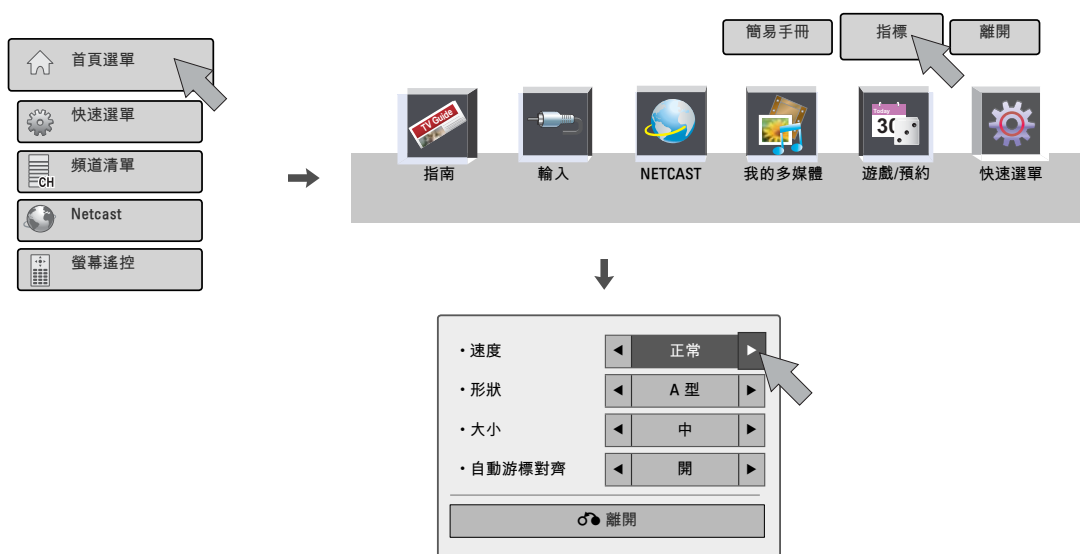 首頁選單
快速選單
頻道清單
CH
Netcast
螢幕遙控
簡易手冊
指標
離開
TV Guide
Today
30
指南
輸入
NETCAST
我的多媒體
遊戲/預約
快速選單
・速度 ◀ 正常 ▶
・形狀 ◀ A 型 ▶
・大小 ◀ 中 ▶
・自動游標對齊 ◀ 開 ▶
離開